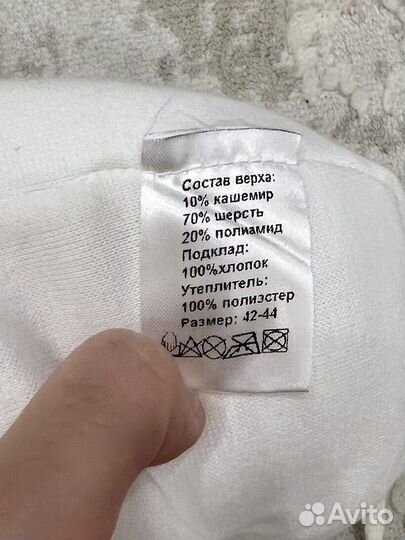 Состав верха:
10% кашемир
70% шерсть
20% полиамид
Подклад:
100%хлопок
Утеплитель:
100% полиэстер
Размер: 42-44
Avito